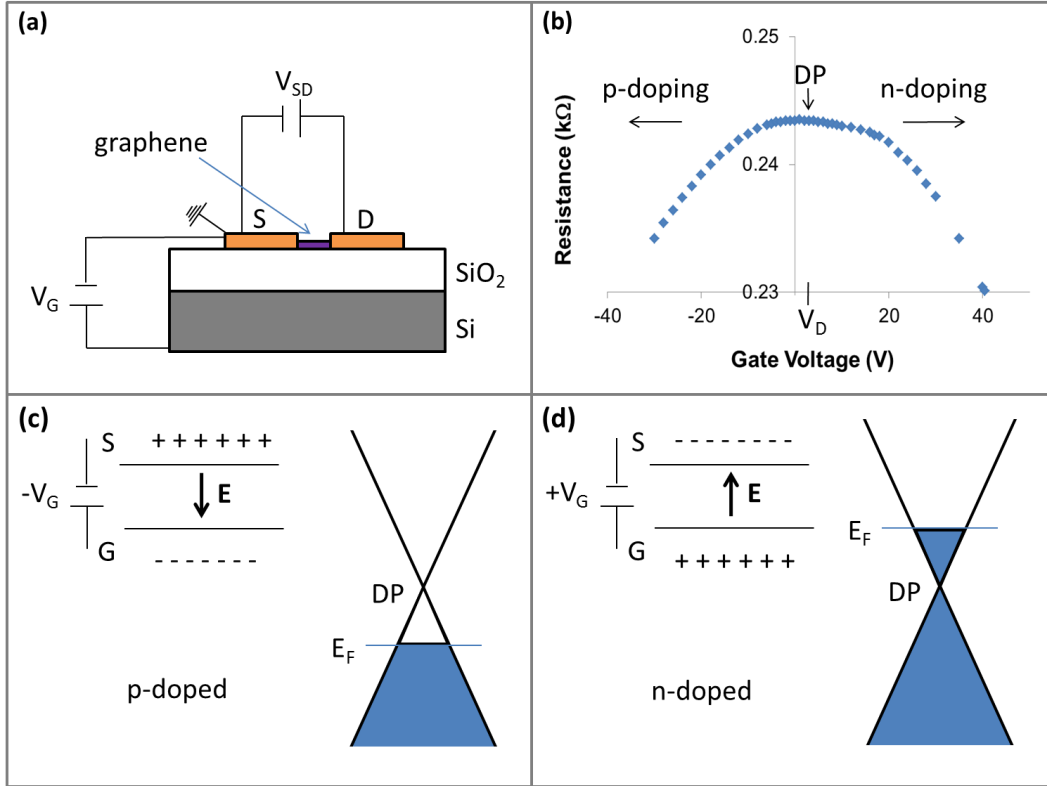 (a)
V_SD
graphene
S
D
V_G
SiO₂
Si
(b)
0.25
0.24
0.23
Resistance (kΩ)
p-doping
DP
n-doping
-40
-20
V_D
20
40
Gate Voltage (V)
(c)
S
+ + + + + +
-V_G
E
G
- - - - - - -
DP
E_F
p-doped
(d)
S
- - - - - - - -
+V_G
E
G
+ + + + + +
E_F
DP
n-doped